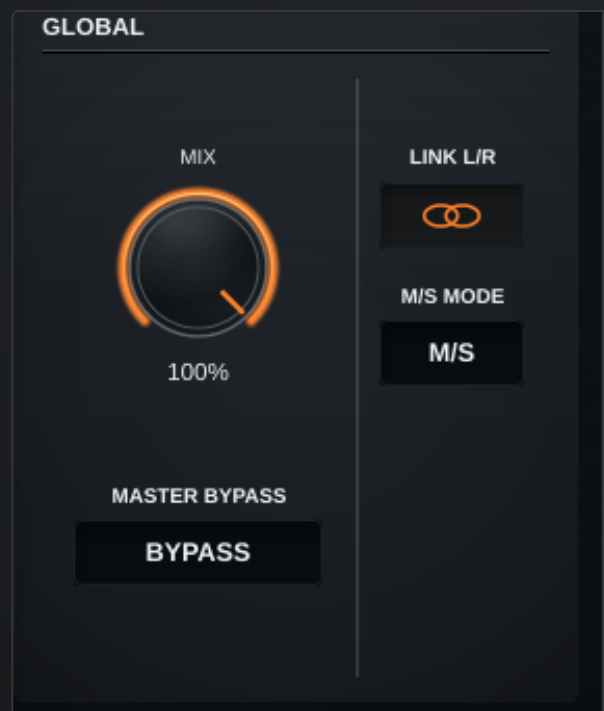 GLOBAL
MIX
100%
MASTER BYPASS
BYPASS
LINK L/R
M/S MODE
M/S